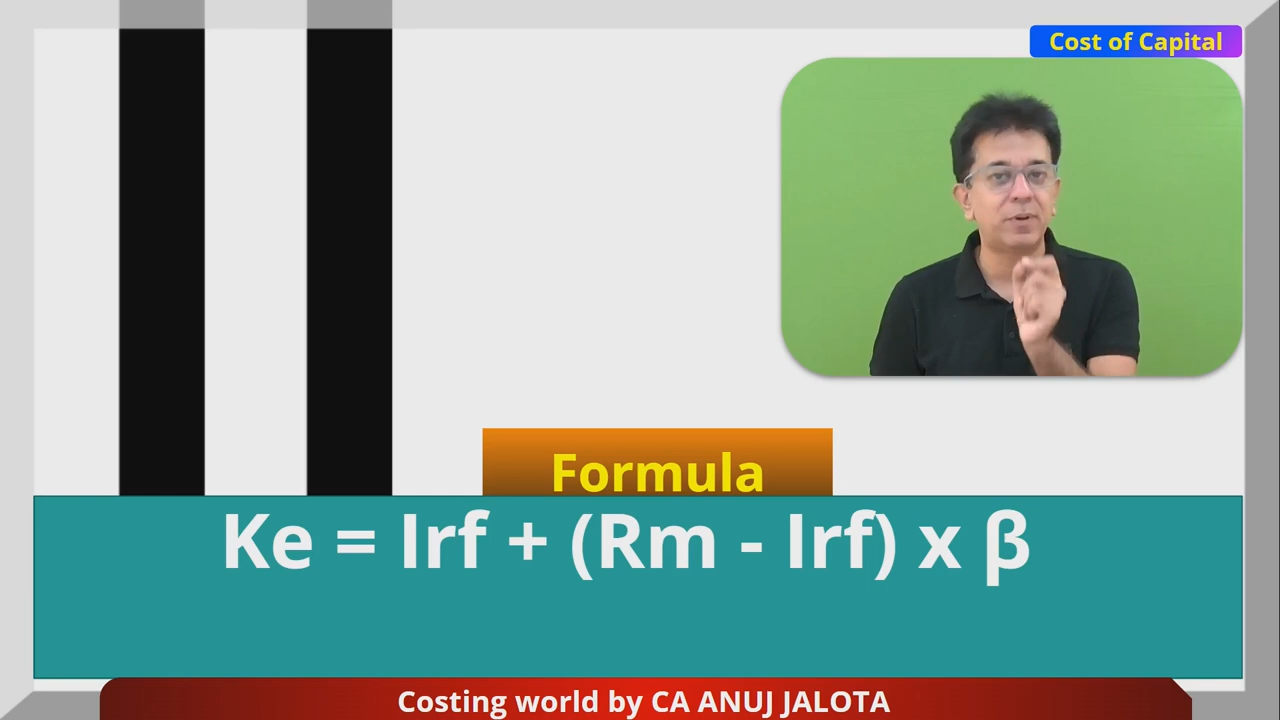 Cost of Capital
Formula
Ke = Irf + (Rm - Irf) x β
Costing world by CA ANUJ JALOTA